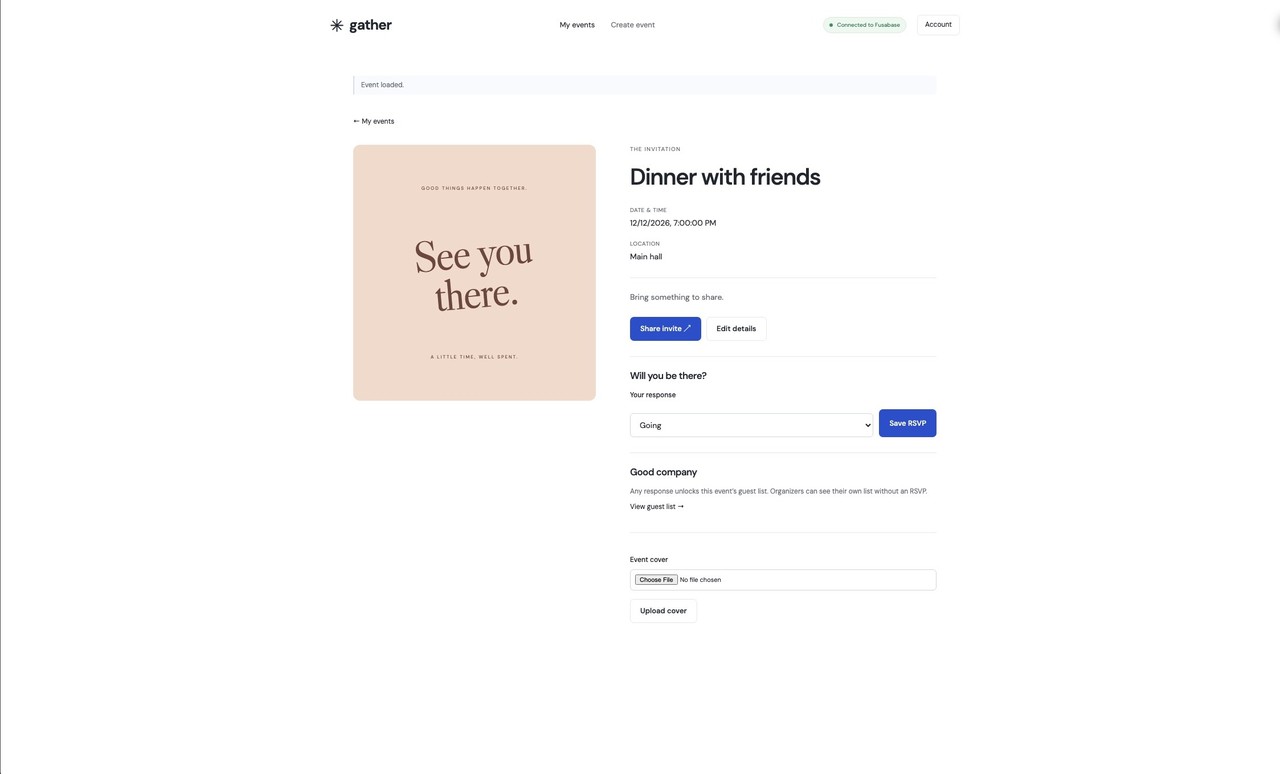 gather
My events
Create event
Connected to Fusabase
Account
Event loaded.
← My events
GOOD THINGS HAPPEN TOGETHER.
See you
there.
A LITTLE TIME, WELL SPENT.
THE INVITATION
Dinner with friends
DATE & TIME
12/12/2026, 7:00:00 PM
LOCATION
Main hall
Bring something to share.
Share invite ↗
Edit details
Will you be there?
Your response
Going
Save RSVP
Good company
Any response unlocks this event's guest list. Organizers can see their own list without an RSVP.
View guest list →
Event cover
Choose File No file chosen
Upload cover